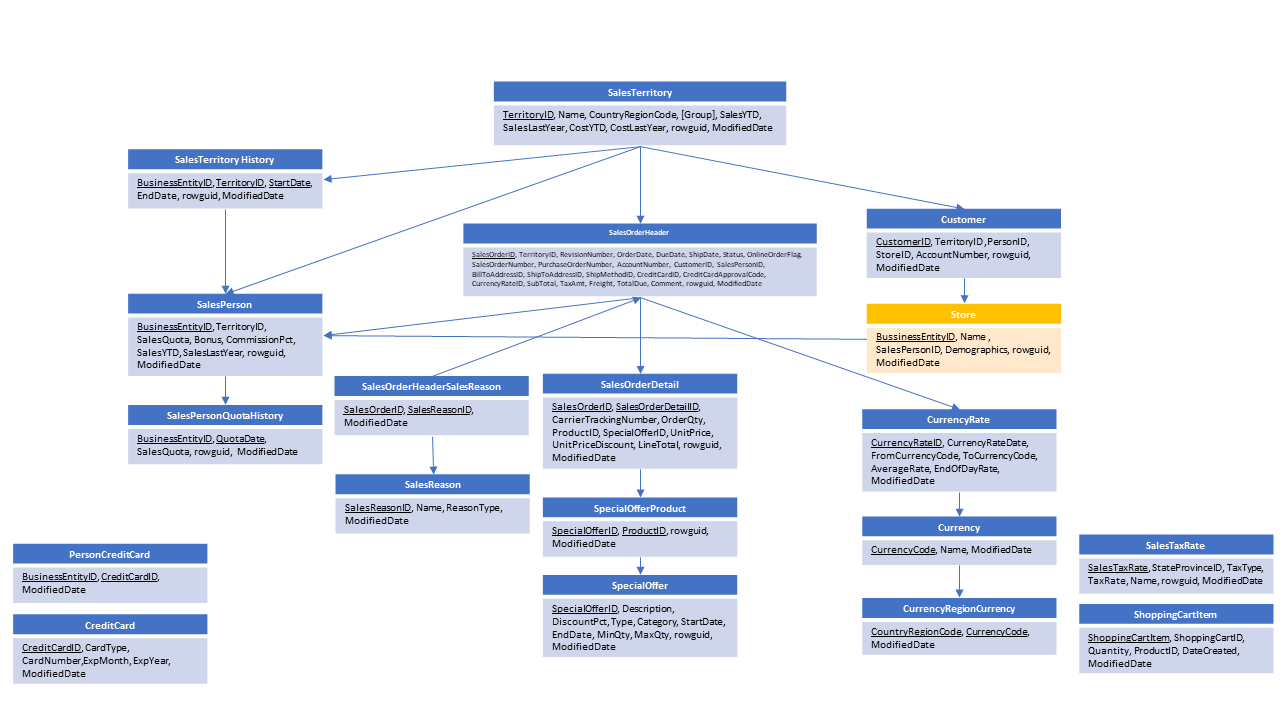 SalesTerritory
TerritoryID, Name, CountryRegionCode, [Group], SalesYTD,
SalesLastYear, CostYTD, CostLastYear, rowguid, ModifiedDate
SalesTerritory History
BusinessEntityID, TerritoryID, StartDate,
EndDate, rowguid, ModifiedDate
SalesOrderHeader
SalesOrderID, TerritoryID, RevisionNumber, OrderDate, DueDate, ShipDate, Status, OnlineOrderFlag,
SalesOrderNumber, PurchaseOrderNumber, AccountNumber, CustomerID, SalesPersonID,
BillToAddressID, ShipToAddressID, ShipMethodID, CreditCardID, CreditCardApprovalCode,
CurrencyRateID, SubTotal, TaxAmt, Freight, TotalDue, Comment, rowguid, ModifiedDate
Customer
CustomerID, TerritoryID ,PersonID,
StoreID, AccountNumber, rowguid,
ModifiedDate
SalesPerson
BusinessEntityID, TerritoryID,
SalesQuota, Bonus, CommissionPct,
SalesYTD, SalesLastYear, rowguid,
ModifiedDate
Store
BussinessEntityID, Name ,
SalesPersonID, Demographics, rowguid,
ModifiedDate
SalesPersonQuotaHistory
BusinessEntityID, QuotaDate,
SalesQuota, rowguid, ModifiedDate
SalesOrderHeaderSalesReason
SalesOrderID, SalesReasonID,
ModifiedDate
SalesOrderDetail
SalesOrderID, SalesOrderDetailID,
CarrierTrackingNumber, OrderQty,
ProductID, SpecialOfferID, UnitPrice,
UnitPriceDiscount, LineTotal, rowguid,
ModifiedDate
CurrencyRate
CurrencyRateID, CurrencyRateDate,
FromCurrencyCode, ToCurrencyCode,
AverageRate, EndOfDayRate,
ModifiedDate
SalesReason
SalesReasonID, Name, ReasonType,
ModifiedDate
SpecialOfferProduct
SpecialOfferID, ProductID, rowguid,
ModifiedDate
Currency
CurrencyCode, Name, ModifiedDate
PersonCreditCard
BusinessEntityID, CreditCardID,
ModifiedDate
SpecialOffer
SpecialOfferID, Description,
DiscountPct, Type, Category, StartDate,
EndDate, MinQty, MaxQty, rowguid,
ModifiedDate
CurrencyRegionCurrency
CountryRegionCode, CurrencyCode,
ModifiedDate
SalesTaxRate
SalesTaxRate, StateProvinceID, TaxType,
TaxRate, Name, rowguid, ModifiedDate
CreditCard
CreditCardID, CardType,
CardNumber,ExpMonth, ExpYear,
ModifiedDate
ShoppingCartItem
ShoppingCartItem, ShoppingCartID,
Quantity, ProductID, DateCreated,
ModifiedDate